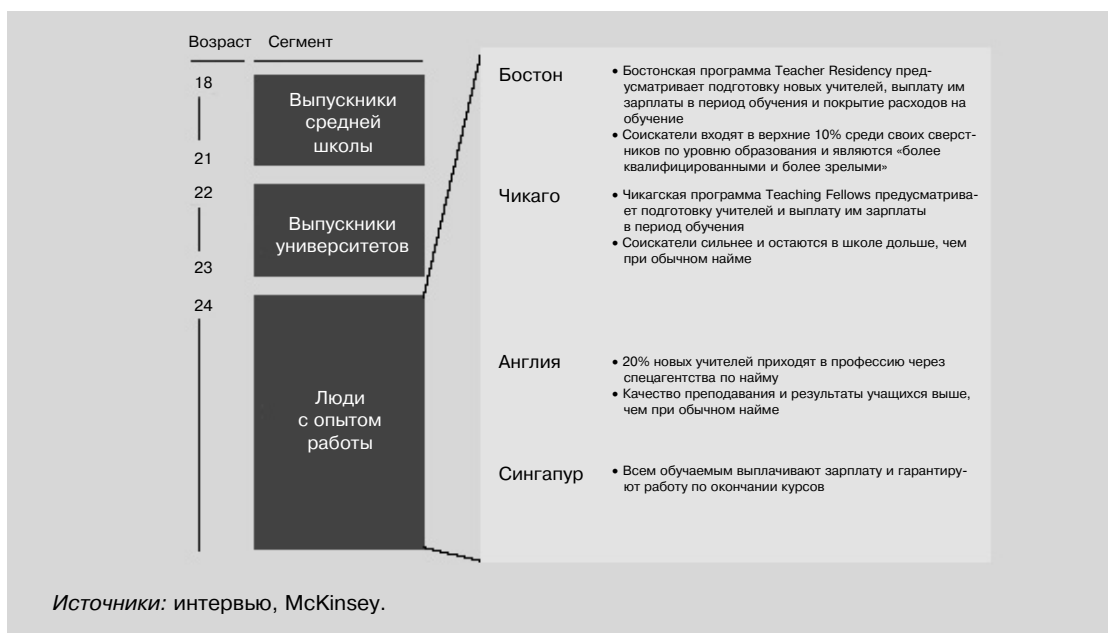 Возраст Сегмент
18
21
Выпускники
средней
школы
22
23
Выпускники
университетов
24
Люди
с опытом
работы
Бостон
• Бостонская программа Teacher Residency пред-
усматривает подготовку новых учителей, выплату им
зарплаты в период обучения и покрытие расходов на
обучение
• Соискатели входят в верхние 10% среди своих сверст-
ников по уровню образования и являются «более
квалифицированными и более зрелыми»
Чикаго
• Чикагская программа Teaching Fellows предусматрива-
ет подготовку учителей и выплату им зарплаты
в период обучения
• Соискатели сильнее и остаются в школе дольше, чем
при обычном найме
Англия
• 20% новых учителей приходят в профессию через
спецагентства по найму
• Качество преподавания и результаты учащихся выше,
чем при обычном найме
Сингапур
• Всем обучаемым выплачивают зарплату и гарантиру-
ют работу по окончании курсов
Источники: интервью, McKinsey.